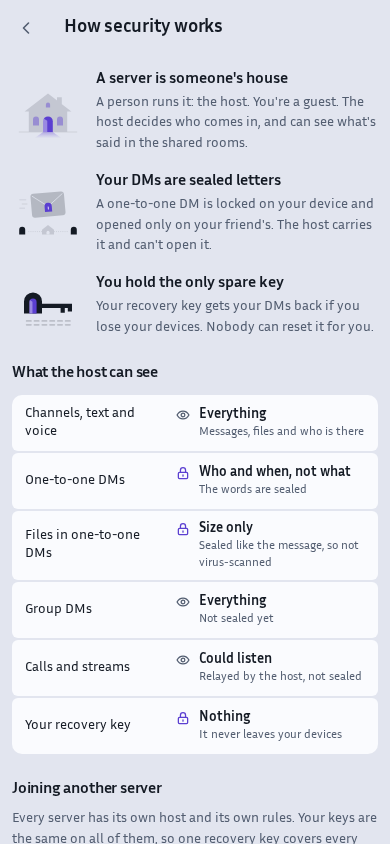 How security works
A server is someone's house
A person runs it: the host. You're a guest. The
host decides who comes in, and can see what's
said in the shared rooms.
Your DMs are sealed letters
A one-to-one DM is locked on your device and
opened only on your friend's. The host carries
it and can't open it.
You hold the only spare key
Your recovery key gets your DMs back if you
lose your devices. Nobody can reset it for you.
What the host can see
Channels, text and
voice
Everything
Messages, files and who is there
One-to-one DMs
Who and when, not what
The words are sealed
Files in one-to-one
DMs
Size only
Sealed like the message, so not
virus-scanned
Group DMs
Everything
Not sealed yet
Calls and streams
Could listen
Relayed by the host, not sealed
Your recovery key
Nothing
It never leaves your devices
Joining another server
Every server has its own host and its own rules. Your keys are
the same on all of them, so one recovery key covers every